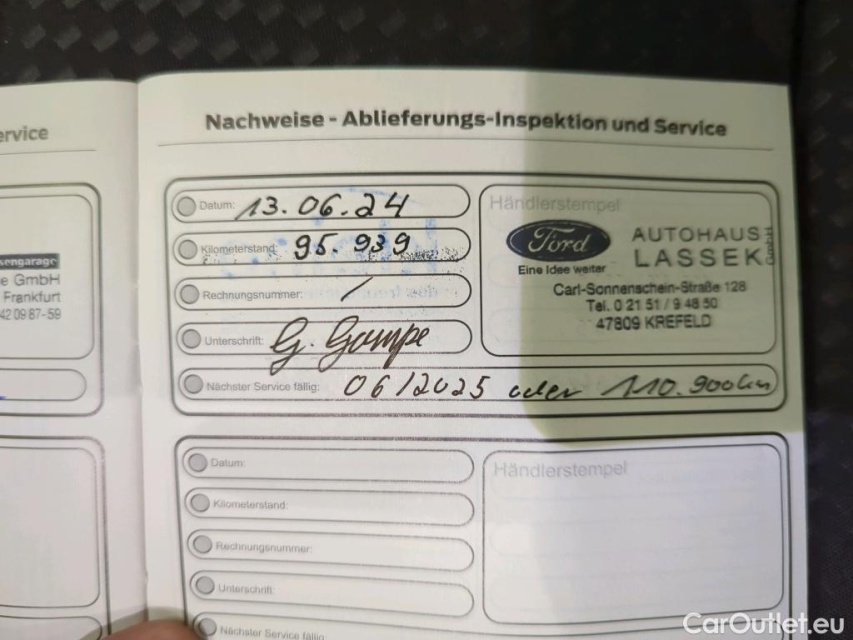 ervice
sengarage
e GmbH
Frankfurt
42 09 87-59
Nachweise - Ablieferungs-Inspektion und Service
Datum: 13.06.24
Kilometerstand: 95.939
Rechnungsnummer: /
Unterschrift: G. Gampe
Nächster Service fällig: 06/2025 oder 110.900km
Händlerstempel
Ford
Eine Idee weiter
AUTOHAUS
LASSEK GmbH
Carl-Sonnenschein-Straße 128
Tel. 0 21 51 / 9 48 50
47809 KREFELD
Datum:
Kilometerstand:
Rechnungsnummer:
Unterschrift:
Nächster Service fällig:
Händlerstempel
CarOutlet.eu